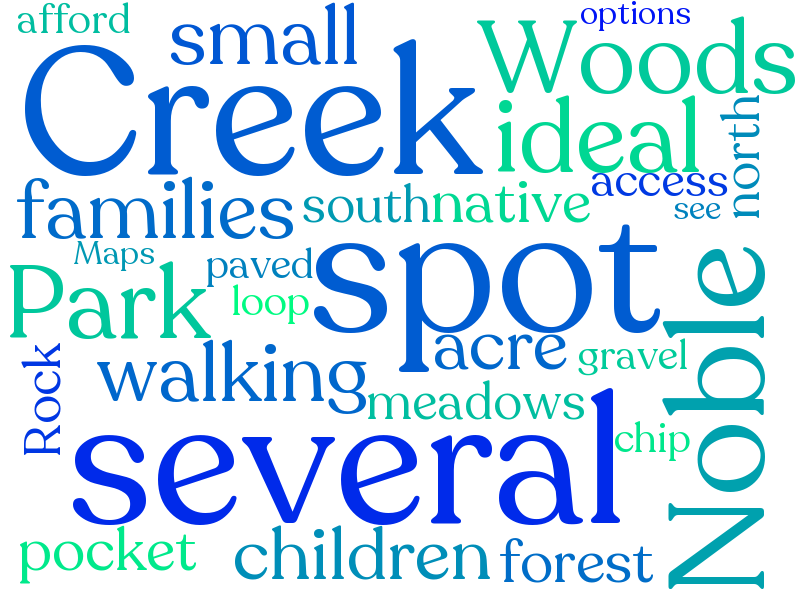 afford
small
options
Creek
Woods
ideal
north
families
south
native
access
see
Maps
paved
spot
Park
loop
Noble
acre
gravel
Rock
walking
meadows
several
chip
pocket
children
forest